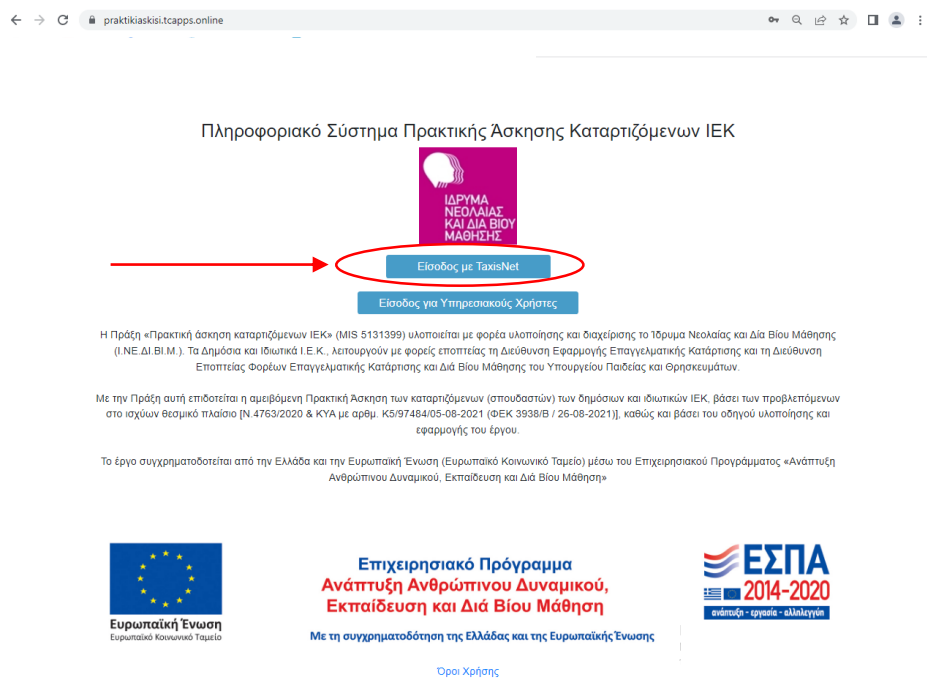 praktikiaskisi.tcapps.online
Πληροφοριακό Σύστημα Πρακτικής Άσκησης Καταρτιζόμενων ΙΕΚ
ΙΔΡΥΜΑ
ΝΕΟΛΑΙΑΣ
ΚΑΙ ΔΙΑ ΒΙΟΥ
ΜΑΘΗΣΗΣ
Είσοδος με TaxisNet
Είσοδος για Υπηρεσιακούς Χρήστες
Η Πράξη «Πρακτική άσκηση καταρτιζόμενων ΙΕΚ» (MIS 5131399) υλοποιείται με φορέα υλοποίησης και διαχείρισης το Ίδρυμα Νεολαίας και Δία Βίου Μάθησης
(Ι.ΝΕ.ΔΙ.ΒΙ.Μ.). Τα Δημόσια και Ιδιωτικά Ι.Ε.Κ., λειτουργούν με φορείς εποπτείας τη Διεύθυνση Εφαρμογής Επαγγελματικής Κατάρτισης και τη Διεύθυνση
Εποπτείας Φορέων Επαγγελματικής Κατάρτισης και Διά Βίου Μάθησης του Υπουργείου Παιδείας και Θρησκευμάτων.
Με την Πράξη αυτή επιδοτείται η αμειβόμενη Πρακτική Άσκηση των καταρτιζόμενων (σπουδαστών) των δημόσιων και ιδιωτικών ΙΕΚ, βάσει των προβλεπόμενων
στο ισχύων θεσμικό πλαίσιο [Ν.4763/2020 & ΚΥΑ με αρθμ. Κ5/97484/05-08-2021 (ΦΕΚ 3938/Β / 26-08-2021)], καθώς και βάσει του οδηγού υλοποίησης και
εφαρμογής του έργου.
Το έργο συγχρηματοδοτείται από την Ελλάδα και την Ευρωπαϊκή Ένωση (Ευρωπαϊκό Κοινωνικό Ταμείο) μέσω του Επιχειρησιακού Προγράμματος «Ανάπτυξη
Ανθρώπινου Δυναμικού, Εκπαίδευση και Διά Βίου Μάθηση»
Ευρωπαϊκή Ένωση
Ευρωπαϊκό Κοινωνικό Ταμείο
Επιχειρησιακό Πρόγραμμα
Ανάπτυξη Ανθρώπινου Δυναμικού,
Εκπαίδευση και Διά Βίου Μάθηση
Με τη συγχρηματοδότηση της Ελλάδας και της Ευρωπαϊκής Ένωσης
ΕΣΠΑ
2014-2020
ανάπτυξη - εργασία - αλληλεγγύη
Όροι Χρήσης